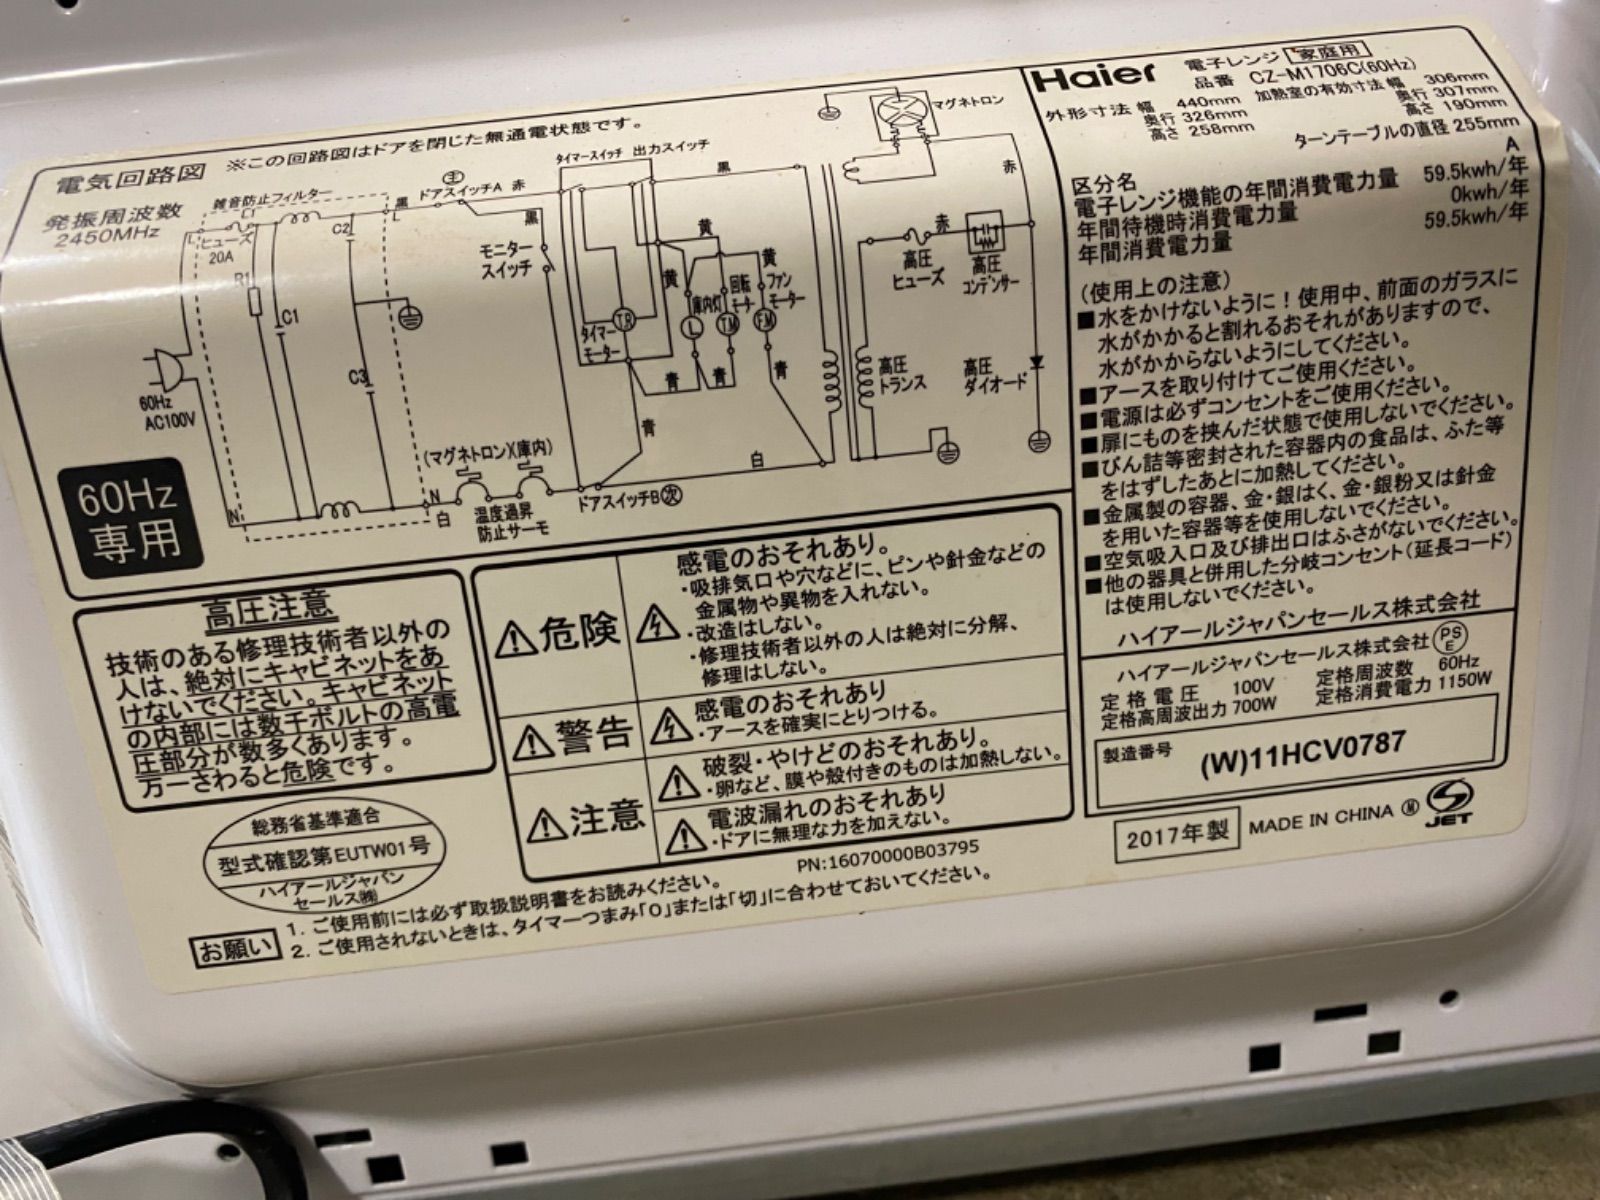 電気回路図 ※この回路図はドアを閉じた無通電状態です。
発振周波数
2450MHz
雑音防止フィルター
L
ヒューズ
20A
R1
C1
C2
C3
N
60Hz
AC100V
60Hz
専用
黒
L
主
ドアスイッチA
赤
黒
モニター
スイッチ
タイマースイッチ
出力スイッチ
黒
タイマー
モーター
TR
黄
黄
黄
庫内灯
L
回転
モーター
TM
ファン
モーター
FM
青
青
青
青
白
(マグネトロン)(庫内)
N
白
温度過昇
防止サーモ
ドアスイッチB 次
マグネトロン
赤
赤
高圧
ヒューズ
高圧
コンデンサー
高圧
トランス
高圧
ダイオード
Haier
電子レンジ 家庭用
品番 CZ-M1706C(60Hz)
外形寸法 幅 440mm
奥行 326mm
高さ 258mm
加熱室の有効寸法 幅 306mm
奥行 307mm
高さ 190mm
ターンテーブルの直径 255mm
区分名 A
電子レンジ機能の年間消費電力量 59.5kwh/年
年間待機時消費電力量 0kwh/年
年間消費電力量 59.5kwh/年
(使用上の注意)
■水をかけないように!使用中、前面のガラスに
水がかかると割れるおそれがありますので、
水がかからないようにしてください。
■アースを取り付けてご使用ください。
■電源は必ずコンセントをご使用ください。
■扉にものを挟んだ状態で使用しないでください。
■びん詰等密封された容器内の食品は、ふた等
をはずしたあとに加熱してください。
■金属製の容器、金・銀はく、金・銀粉又は針金
を用いた容器等を使用しないでください。
■空気吸入口及び排出口はふさがないでください。
■他の器具と併用した分岐コンセント(延長コード)
は使用しないでください。
ハイアールジャパンセールス株式会社
ハイアールジャパンセールス株式会社 PSE
定格電圧 100V 定格周波数 60Hz
定格高周波出力 700W 定格消費電力 1150W
製造番号 (W)11HCV0787
2017年製 MADE IN CHINA Ⓜ JET
高圧注意
技術のある修理技術者以外の
人は、絶対にキャビネットをあ
けないでください。キャビネット
の内部には数千ボルトの高電
圧部分が数多くあります。
万一さわると危険です。
危険
感電のおそれあり。
・吸排気口や穴などに、ピンや針金などの
金属物や異物を入れない。
・改造はしない。
・修理技術者以外の人は絶対に分解、
修理はしない。
警告
感電のおそれあり
・アースを確実にとりつける。
注意
破裂・やけどのおそれあり。
・卵など、膜や殻付きのものは加熱しない。
電波漏れのおそれあり
・ドアに無理な力を加えない。
PN:16070000B03795
総務省基準適合
型式確認第EUTW01号
ハイアールジャパン
セールス㈱
お願い
1. ご使用前には必ず取扱説明書をお読みください。
2. ご使用されないときは、タイマーつまみ「O」または「切」に合わせておいてください。